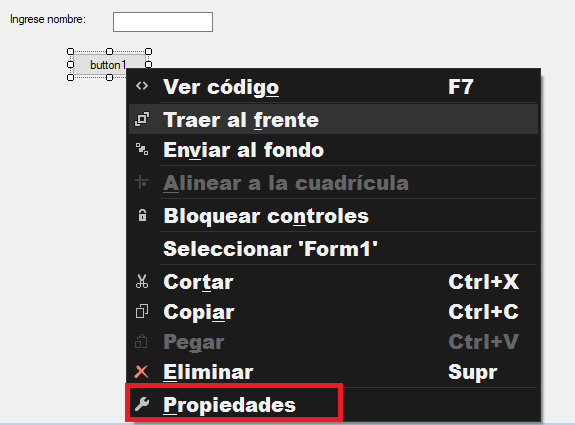 Ingrese nombre:
button1
Ver código F7
Traer al frente
Enviar al fondo
Alinear a la cuadrícula
Bloquear controles
Seleccionar 'Form1'
Cortar Ctrl+X
Copiar Ctrl+C
Pegar Ctrl+V
Eliminar Supr
Propiedades